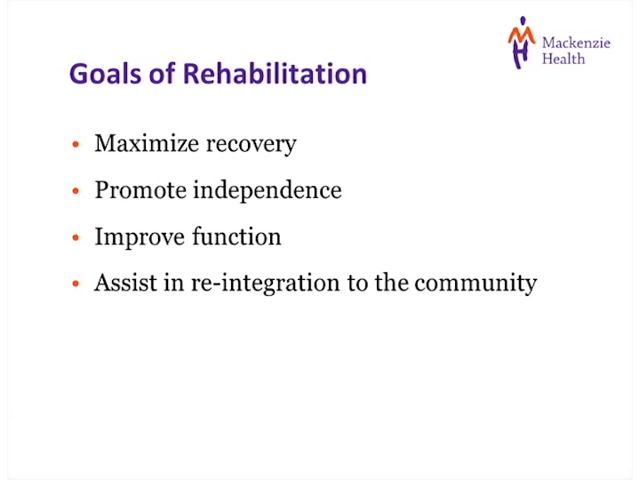 Mackenzie
Health
Goals of Rehabilitation
• Maximize recovery
• Promote independence
• Improve function
• Assist in re-integration to the community